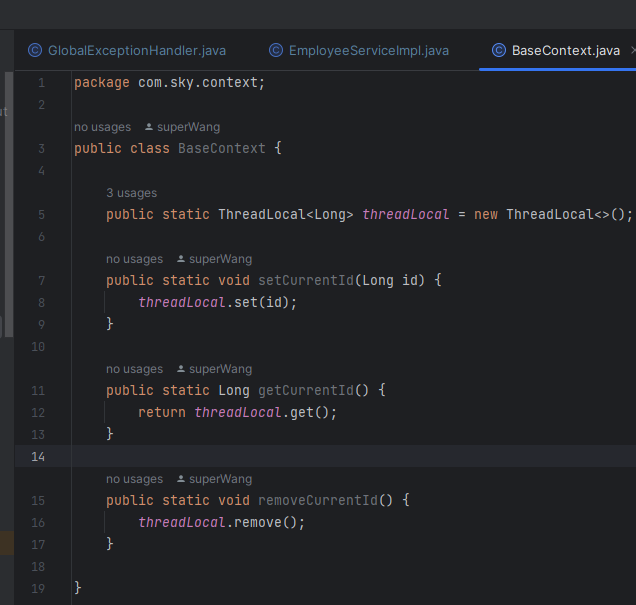 GlobalExceptionHandler.java EmployeeServiceImpl.java BaseContext.java
1 package com.sky.context;
2
no usages superWang
3 public class BaseContext {
4
3 usages
5 public static ThreadLocal<Long> threadLocal = new ThreadLocal<>();
6
no usages superWang
7 public static void setCurrentId(Long id) {
8 threadLocal.set(id);
9 }
10
no usages superWang
11 public static Long getCurrentId() {
12 return threadLocal.get();
13 }
14
no usages superWang
15 public static void removeCurrentId() {
16 threadLocal.remove();
17 }
18
19 }